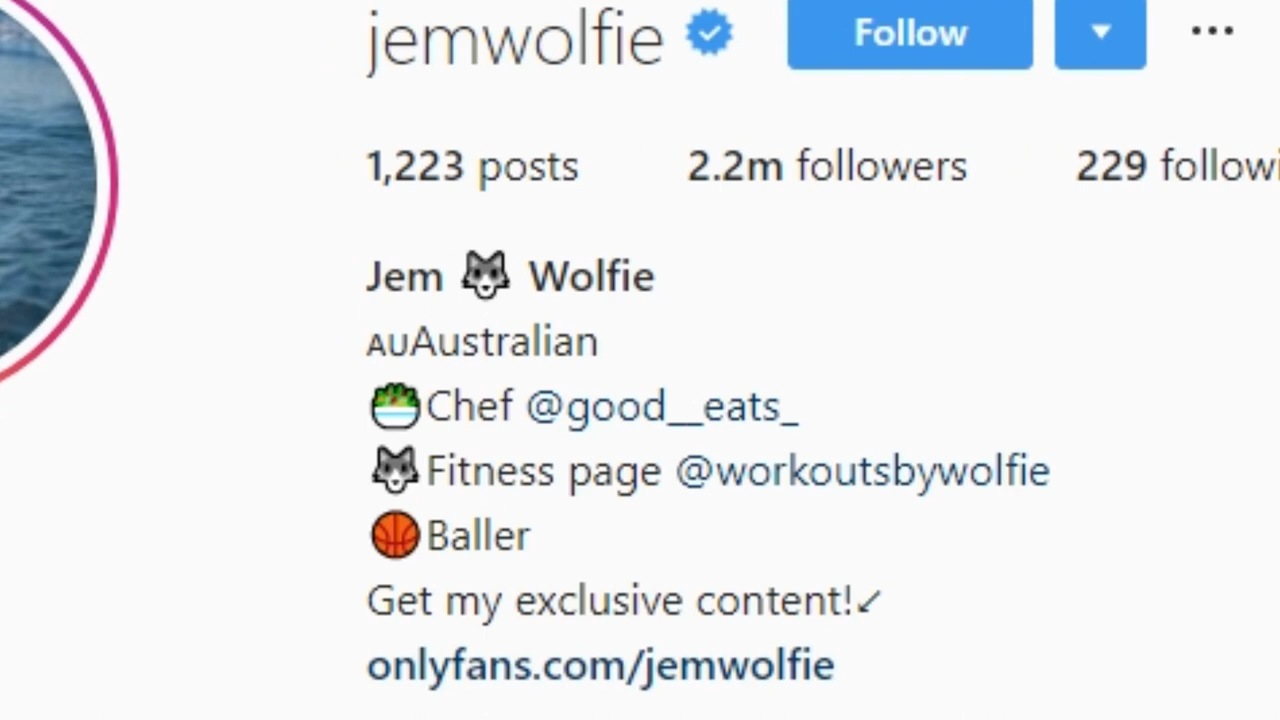 jemwolfie Follow ▼ •••
1,223 posts 2.2m followers 229 followi
Jem 🐺 Wolfie
AUAustralian
🥗Chef @good__eats_
🐺Fitness page @workoutsbywolfie
🏀Baller
Get my exclusive content!↙
onlyfans.com/jemwolfie